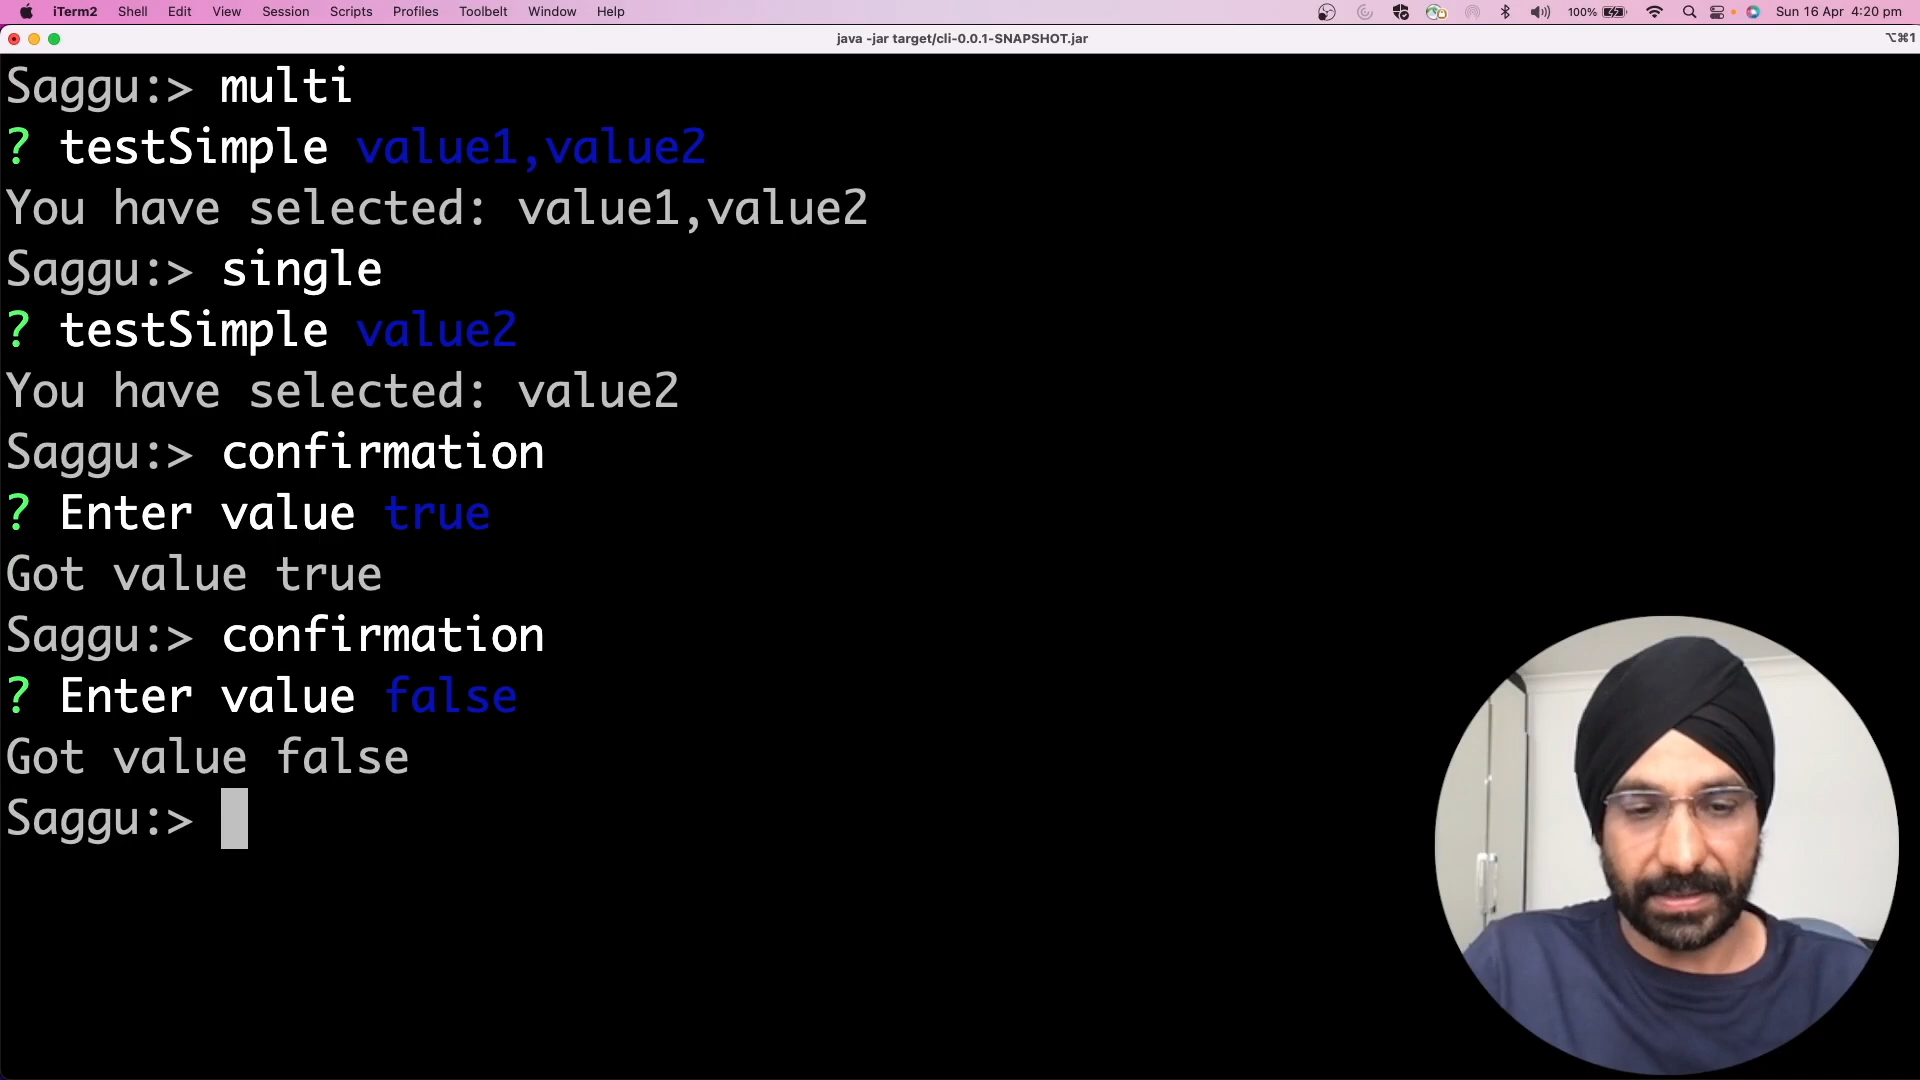 iTerm2 Shell Edit View Session Scripts Profiles Toolbelt Window Help 100% Sun 16 Apr 4:20 pm
java -jar target/cli-0.0.1-SNAPSHOT.jar ⌥⌘1
Saggu:> multi
? testSimple value1,value2
You have selected: value1,value2
Saggu:> single
? testSimple value2
You have selected: value2
Saggu:> confirmation
? Enter value true
Got value true
Saggu:> confirmation
? Enter value false
Got value false
Saggu:>